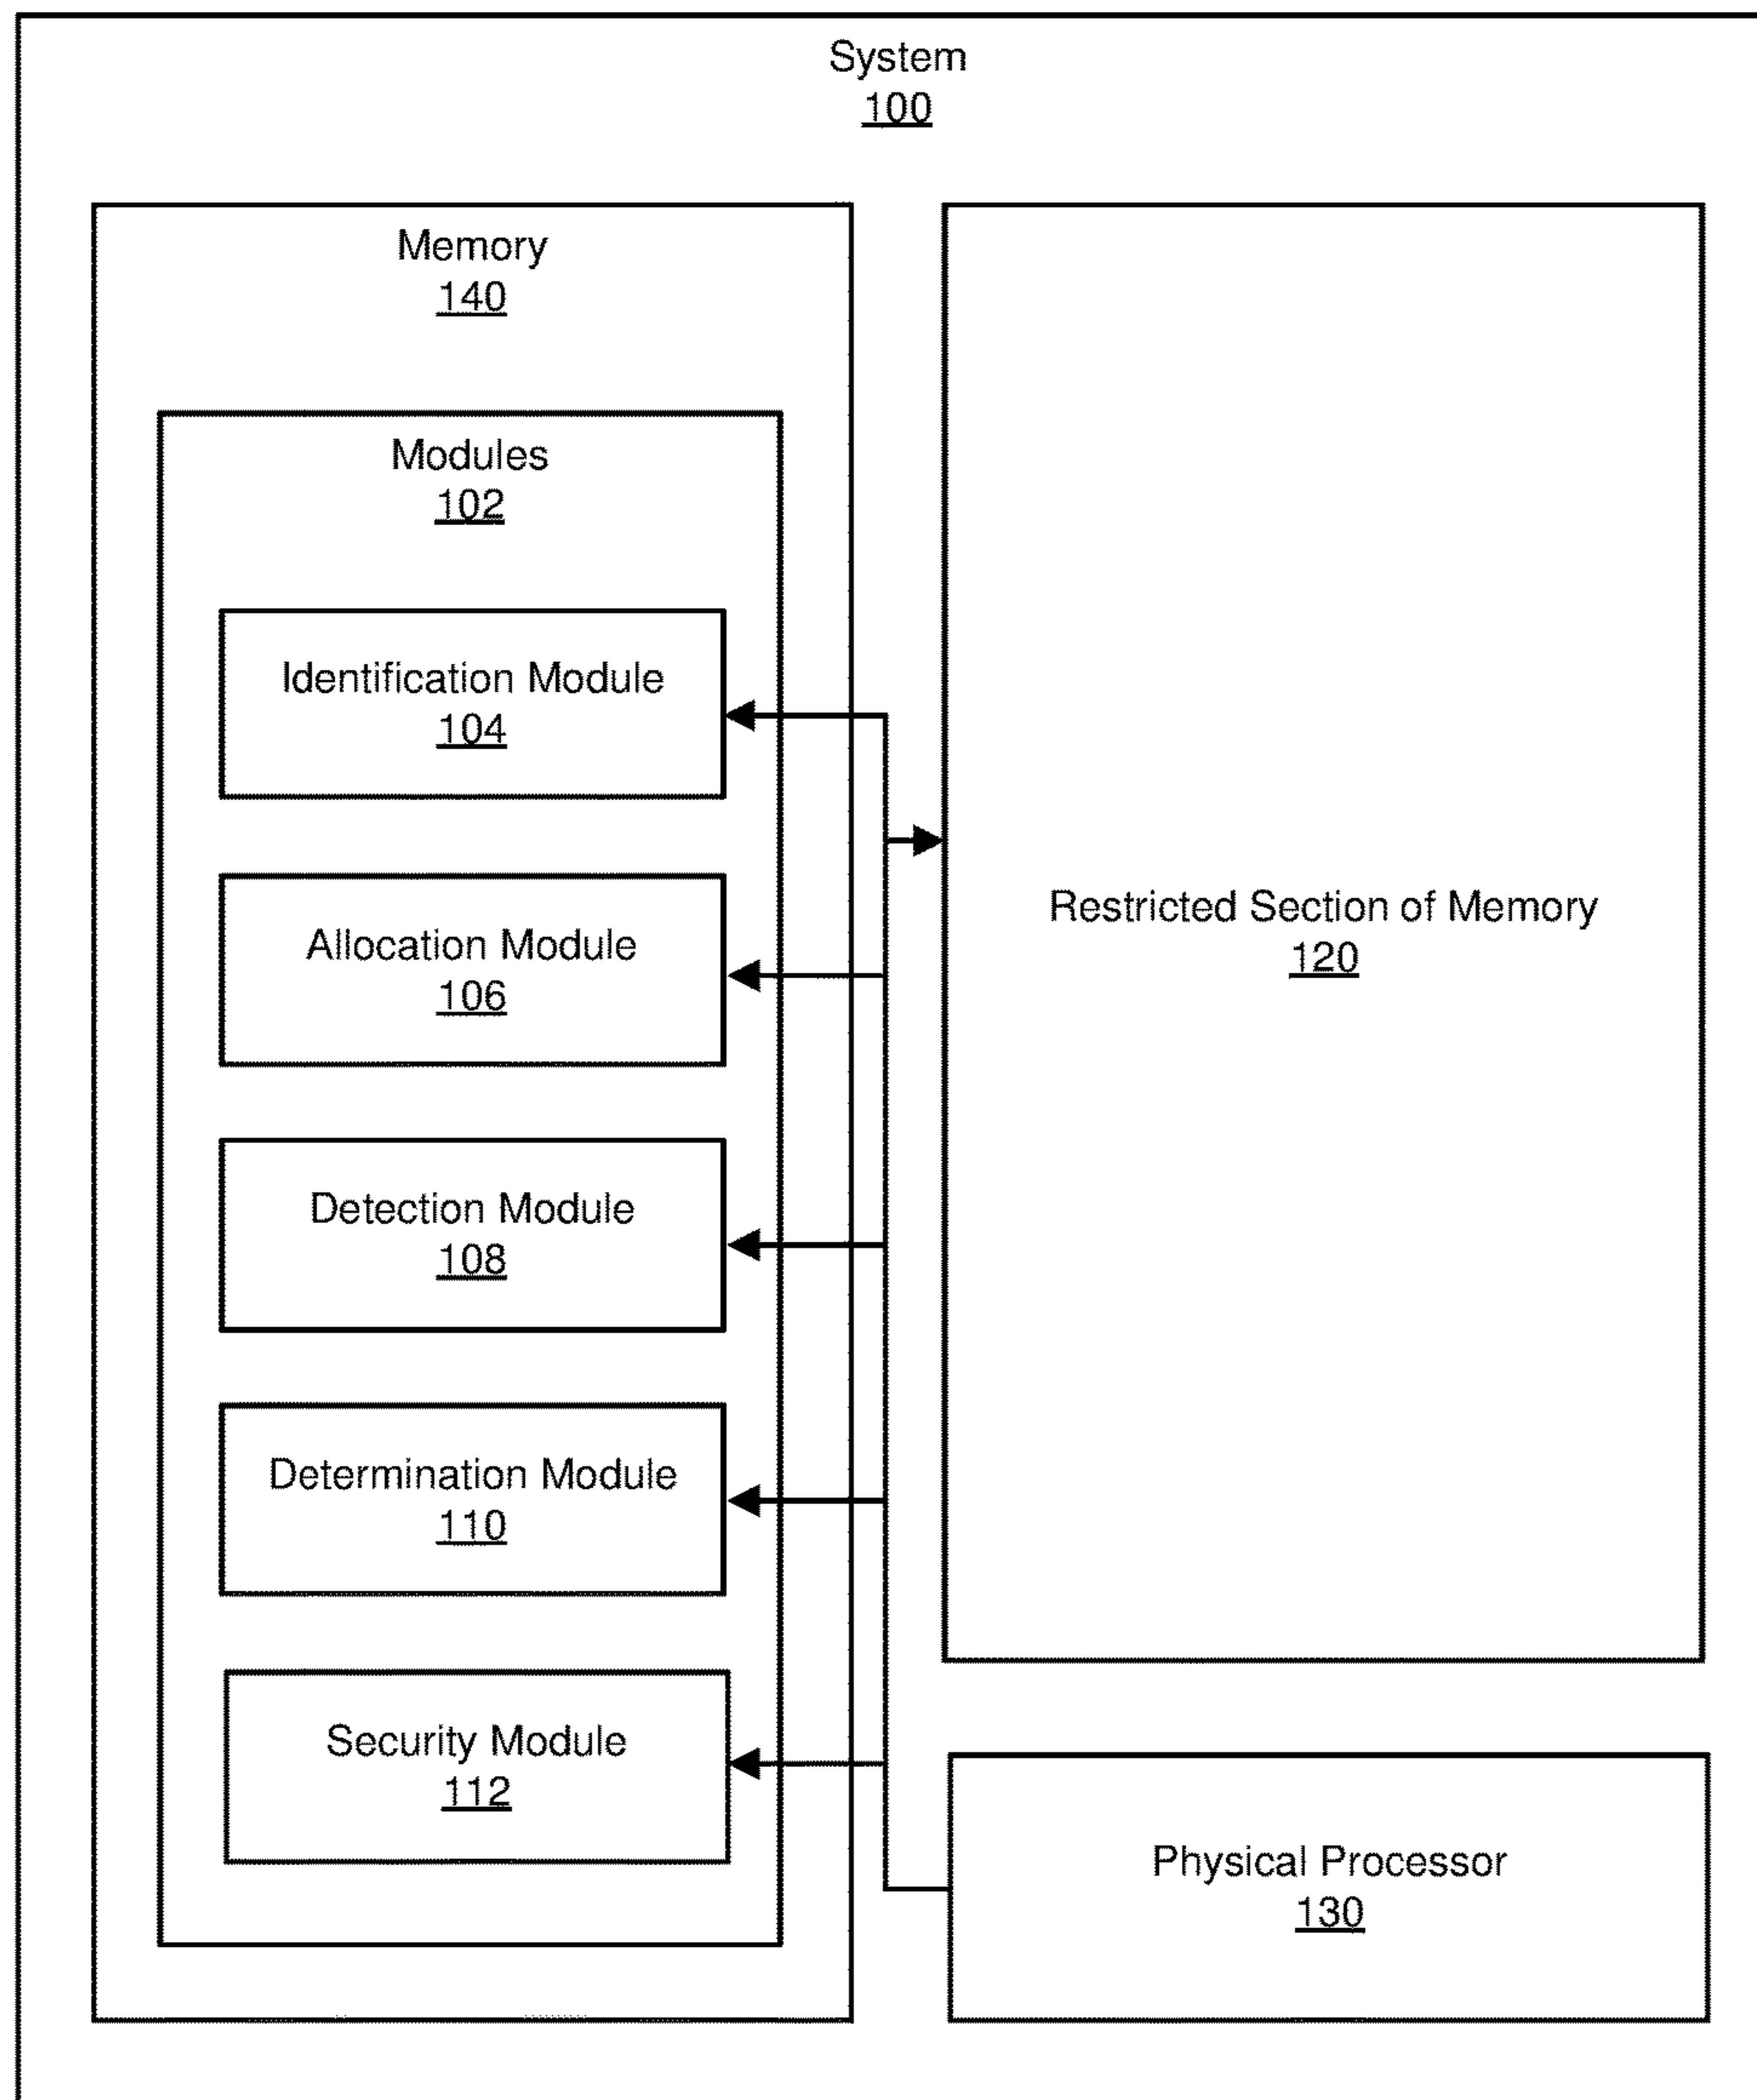 System
100
Memory
140
Modules
102
Identification Module
104
Allocation Module
106
Detection Module
108
Determination Module
110
Security Module
112
Restricted Section of Memory
120
Physical Processor
130